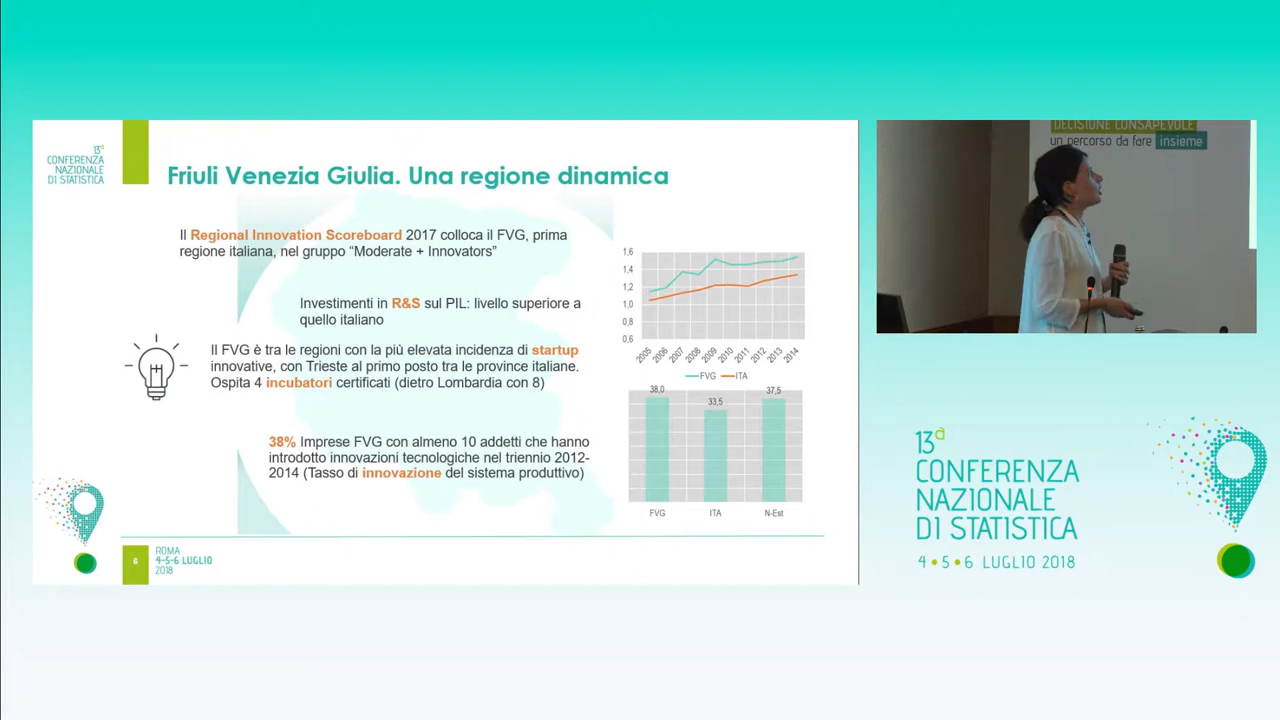 13ª
CONFERENZA
NAZIONALE
DI STATISTICA
Friuli Venezia Giulia. Una regione dinamica
Il Regional Innovation Scoreboard 2017 colloca il FVG, prima
regione italiana, nel gruppo “Moderate + Innovators”
Investimenti in R&S sul PIL: livello superiore a
quello italiano
Il FVG è tra le regioni con la più elevata incidenza di startup
innovative, con Trieste al primo posto tra le province italiane.
Ospita 4 incubatori certificati (dietro Lombardia con 8)
38% Imprese FVG con almeno 10 addetti che hanno
introdotto innovazioni tecnologiche nel triennio 2012-
2014 (Tasso di innovazione del sistema produttivo)
1,6
1,4
1,2
1,0
0,8
0,6
2005 2006 2007 2008 2009 2010 2011 2012 2013 2014
FVG ITA
38,0 33,5 37,5
FVG ITA N-Est
6
ROMA
4-5-6 LUGLIO
2018
DECISIONE CONSAPEVOLE
un percorso da fare insieme
13ª
CONFERENZA
NAZIONALE
DI STATISTICA
4•5•6 LUGLIO 2018